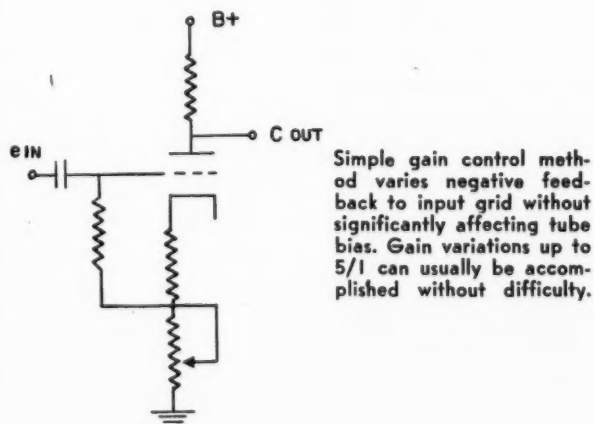 B+
C OUT
eIN
Simple gain control meth-
od varies negative feed-
back to input grid without
significantly affecting tube
bias. Gain variations up to
5/1 can usually be accom-
plished without difficulty.